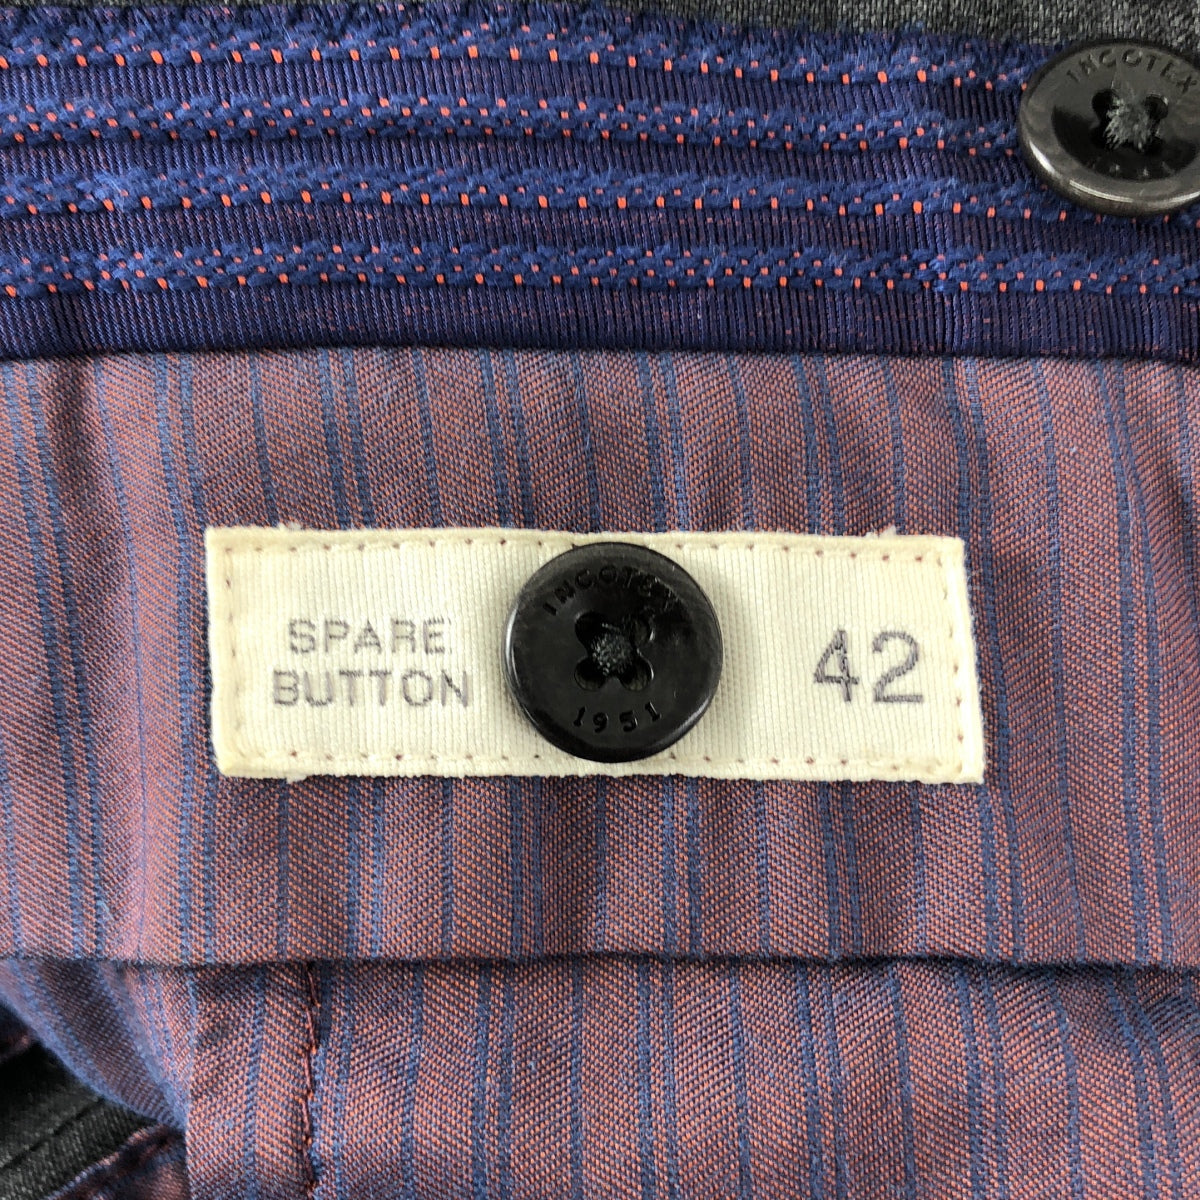 INCOTEX
SPARE
BUTTON
INCOTEX
1951
42